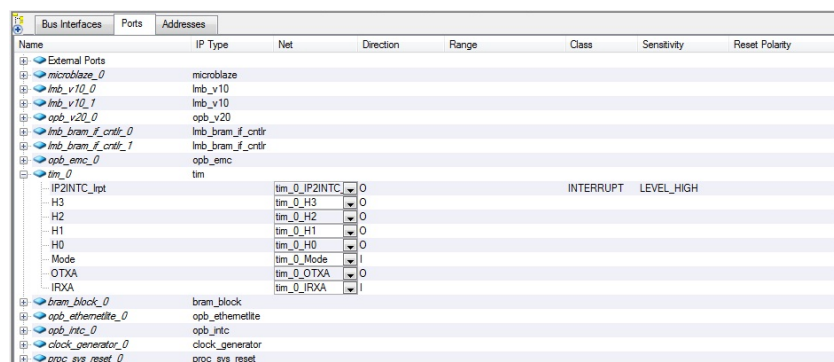 Bus Interfaces Ports Addresses
Name IP Type Net Direction Range Class Sensitivity Reset Polarity
External Ports
microblaze_0 microblaze
lmb_v10_0 lmb_v10
lmb_v10_1 lmb_v10
opb_v20_0 opb_v20
lmb_bram_if_cntlr_0 lmb_bram_if_cntlr
lmb_bram_if_cntlr_1 lmb_bram_if_cntlr
opb_emc_0 opb_emc
tim_0 tim
IP2INTC_Irpt tim_0_IP2INTC_ O INTERRUPT LEVEL_HIGH
H3 tim_0_H3 O
H2 tim_0_H2 O
H1 tim_0_H1 O
H0 tim_0_H0 O
Mode tim_0_Mode I
OTXA tim_0_OTXA O
IRXA tim_0_IRXA I
bram_block_0 bram_block
opb_ethernetlite_0 opb_ethernetlite
opb_intc_0 opb_intc
clock_generator_0 clock_generator
proc_sys_reset_0 proc_sys_reset